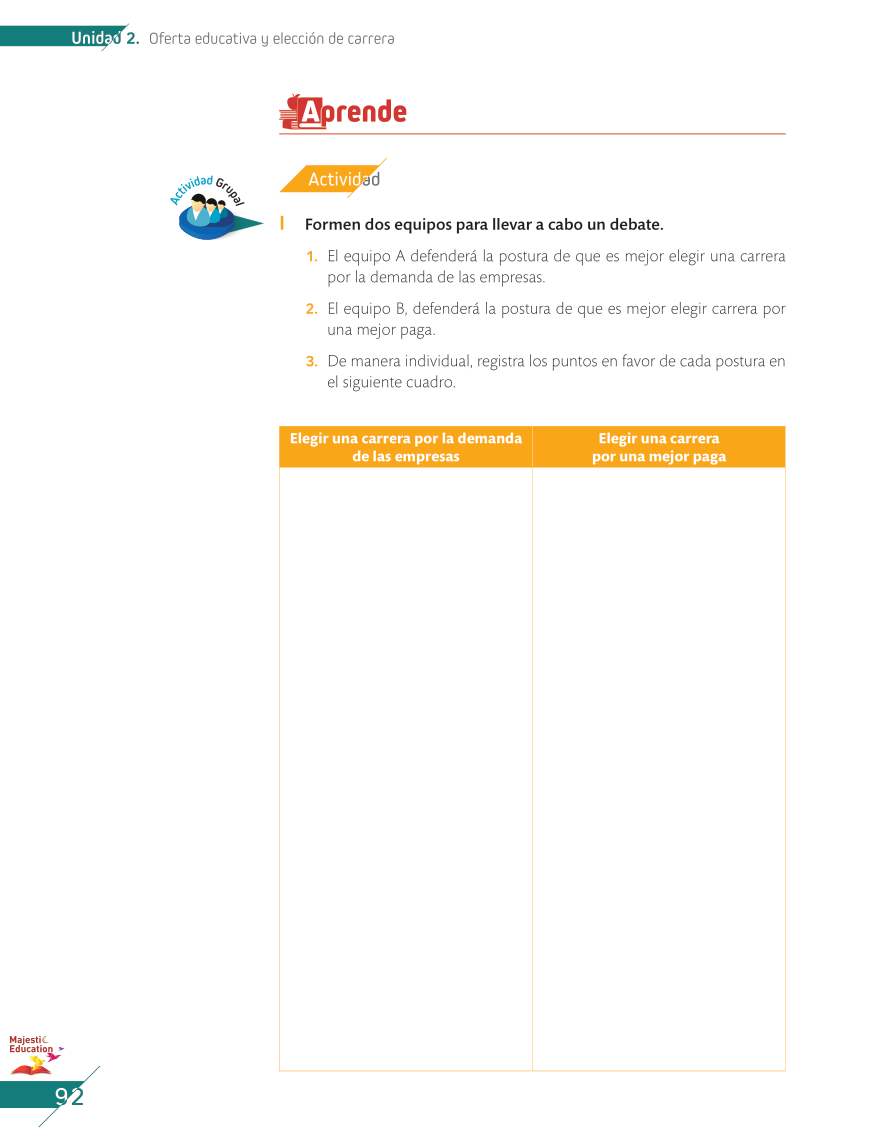 Unidad 2. Oferta educativa y elección de carrera
Aprende
Actividad Grupal
Actividad
I Formen dos equipos para llevar a cabo un debate.
1. El equipo A defenderá la postura de que es mejor elegir una carrera
por la demanda de las empresas.
2. El equipo B, defenderá la postura de que es mejor elegir carrera por
una mejor paga.
3. De manera individual, registra los puntos en favor de cada postura en
el siguiente cuadro.
Elegir una carrera por la demanda
de las empresas
Elegir una carrera
por una mejor paga
Majestic
Education
92